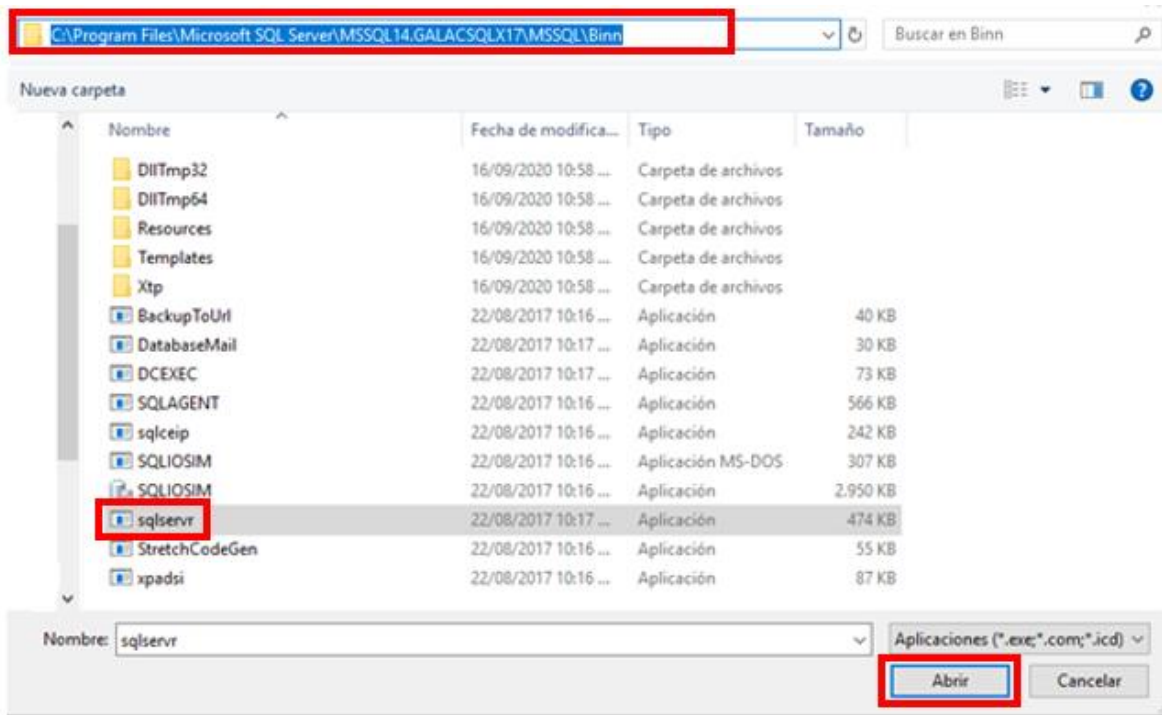 C:\Program Files\Microsoft SQL Server\MSSQL14.GALACSQLX17\MSSQL\Binn Buscar en Binn
Nueva carpeta
Nombre Fecha de modifica... Tipo Tamaño
DllTmp32 16/09/2020 10:58 ... Carpeta de archivos
DllTmp64 16/09/2020 10:58 ... Carpeta de archivos
Resources 16/09/2020 10:58 ... Carpeta de archivos
Templates 16/09/2020 10:58 ... Carpeta de archivos
Xtp 16/09/2020 10:58 ... Carpeta de archivos
BackupToUrl 22/08/2017 10:16 ... Aplicación 40 KB
DatabaseMail 22/08/2017 10:17 ... Aplicación 30 KB
DCEXEC 22/08/2017 10:17 ... Aplicación 73 KB
SQLAGENT 22/08/2017 10:16 ... Aplicación 566 KB
sqlceip 22/08/2017 10:16 ... Aplicación 242 KB
SQLIOSIM 22/08/2017 10:16 ... Aplicación MS-DOS 307 KB
SQLIOSIM 22/08/2017 10:16 ... Aplicación 2.950 KB
sqlservr 22/08/2017 10:17 ... Aplicación 474 KB
StretchCodeGen 22/08/2017 10:16 ... Aplicación 55 KB
xpadsi 22/08/2017 10:16 ... Aplicación 87 KB
Nombre: sqlservr Aplicaciones (*.exe;*.com;*.icd)
Abrir Cancelar